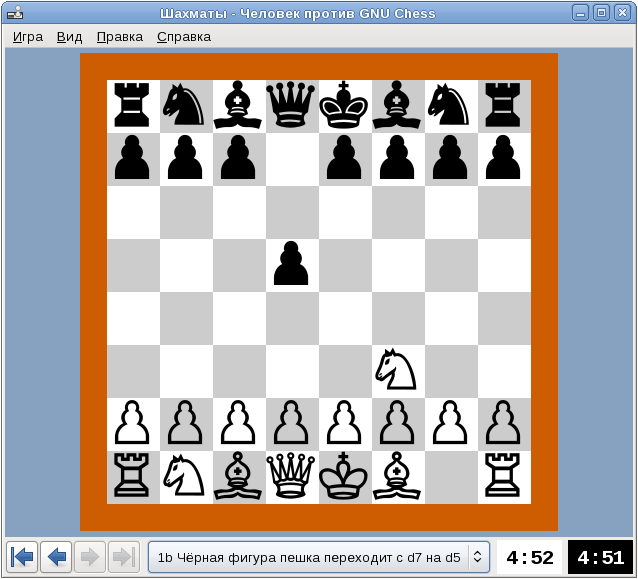 Шахматы - Человек против GNU Chess
Игра Вид Правка Справка
1b Чёрная фигура пешка переходит с d7 на d5
4:52
4:51